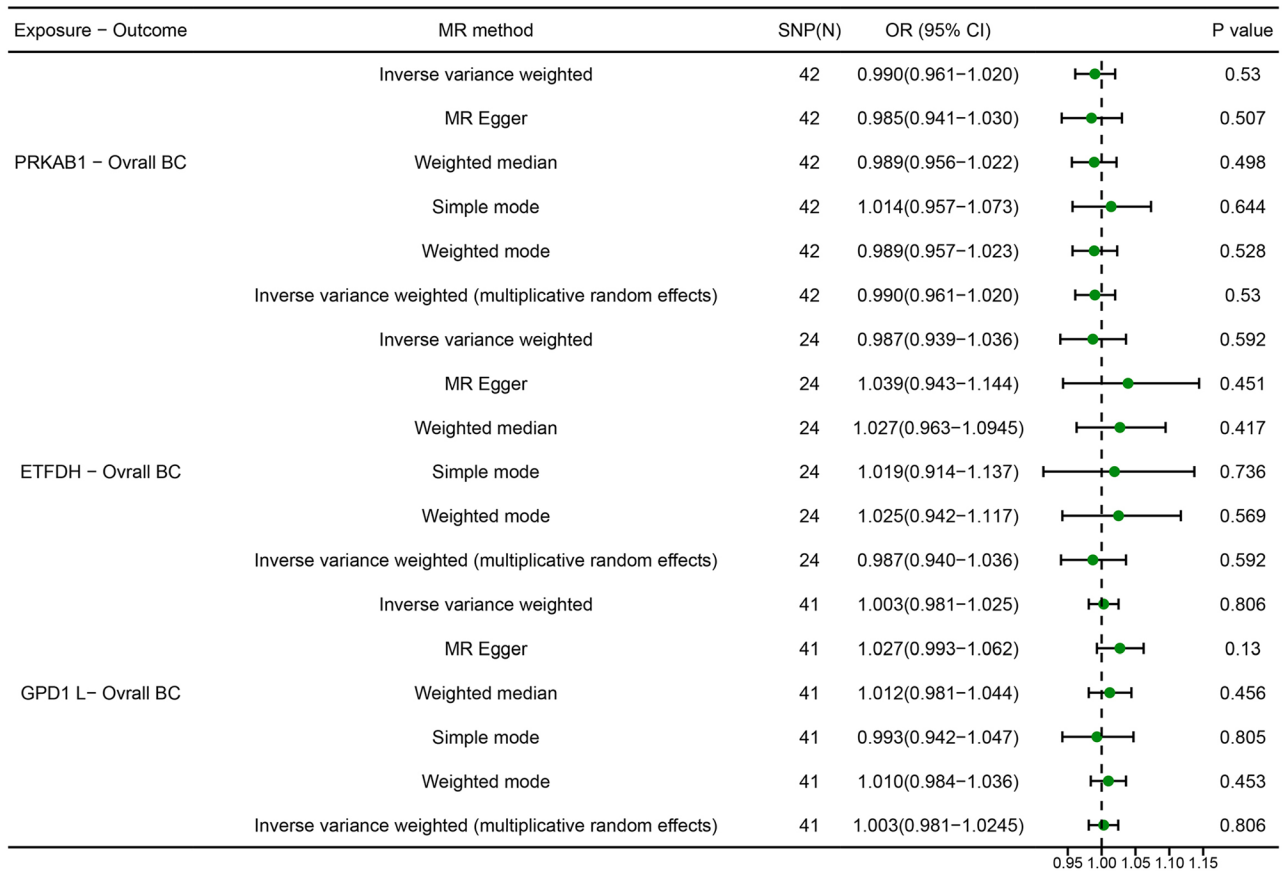 Exposure − Outcome MR method SNP(N) OR (95% CI) P value
Inverse variance weighted 42 0.990(0.961−1.020) 0.53
MR Egger 42 0.985(0.941−1.030) 0.507
PRKAB1 − Ovrall BC Weighted median 42 0.989(0.956−1.022) 0.498
Simple mode 42 1.014(0.957−1.073) 0.644
Weighted mode 42 0.989(0.957−1.023) 0.528
Inverse variance weighted (multiplicative random effects) 42 0.990(0.961−1.020) 0.53
Inverse variance weighted 24 0.987(0.939−1.036) 0.592
MR Egger 24 1.039(0.943−1.144) 0.451
Weighted median 24 1.027(0.963−1.0945) 0.417
ETFDH − Ovrall BC Simple mode 24 1.019(0.914−1.137) 0.736
Weighted mode 24 1.025(0.942−1.117) 0.569
Inverse variance weighted (multiplicative random effects) 24 0.987(0.940−1.036) 0.592
Inverse variance weighted 41 1.003(0.981−1.025) 0.806
MR Egger 41 1.027(0.993−1.062) 0.13
GPD1 L− Ovrall BC Weighted median 41 1.012(0.981−1.044) 0.456
Simple mode 41 0.993(0.942−1.047) 0.805
Weighted mode 41 1.010(0.984−1.036) 0.453
Inverse variance weighted (multiplicative random effects) 41 1.003(0.981−1.0245) 0.806
0.95 1.00 1.05 1.10 1.15